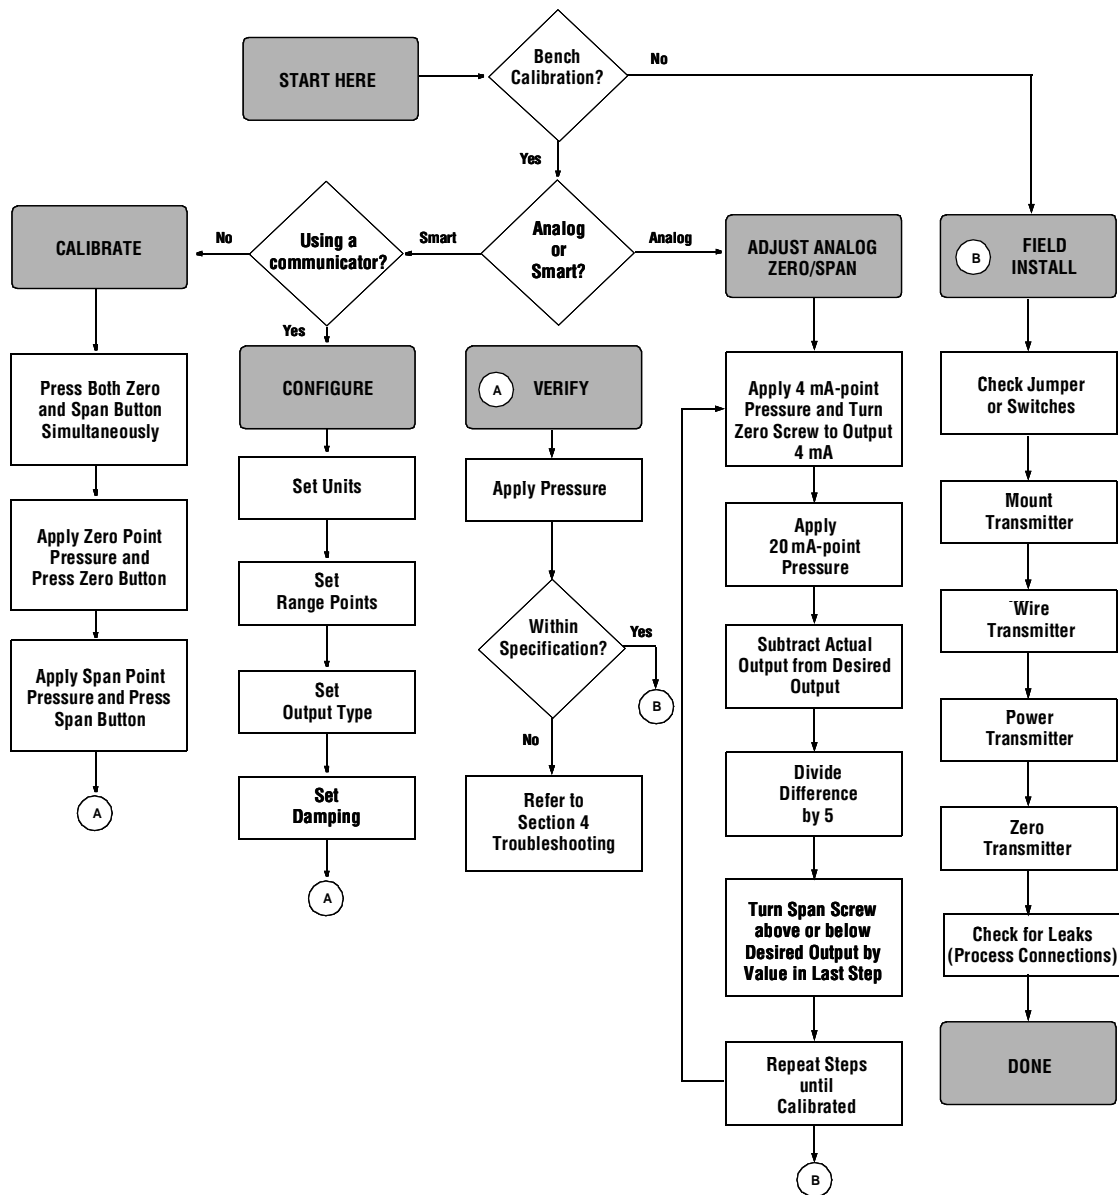 START HERE
Bench
Calibration?
No
Yes
Analog
or
Smart?
Smart
Analog
Using a
communicator?
No
Yes
CALIBRATE
Press Both Zero
and Span Button
Simultaneously
Apply Zero Point
Pressure and
Press Zero Button
Apply Span Point
Pressure and Press
Span Button
A
CONFIGURE
Set Units
Set
Range Points
Set
Output Type
Set
Damping
A
A
VERIFY
Apply Pressure
Within
Specification?
Yes
B
No
Refer to
Section 4
Troubleshooting
ADJUST ANALOG
ZERO/SPAN
Apply 4 mA-point
Pressure and Turn
Zero Screw to Output
4 mA
Apply
20 mA-point
Pressure
Subtract Actual
Output from Desired
Output
Divide
Difference
by 5
Turn Span Screw
above or below
Desired Output by
Value in Last Step
Repeat Steps
until
Calibrated
B
B
FIELD
INSTALL
Check Jumper
or Switches
Mount
Transmitter
Wire
Transmitter
Power
Transmitter
Zero
Transmitter
Check for Leaks
(Process Connections)
DONE